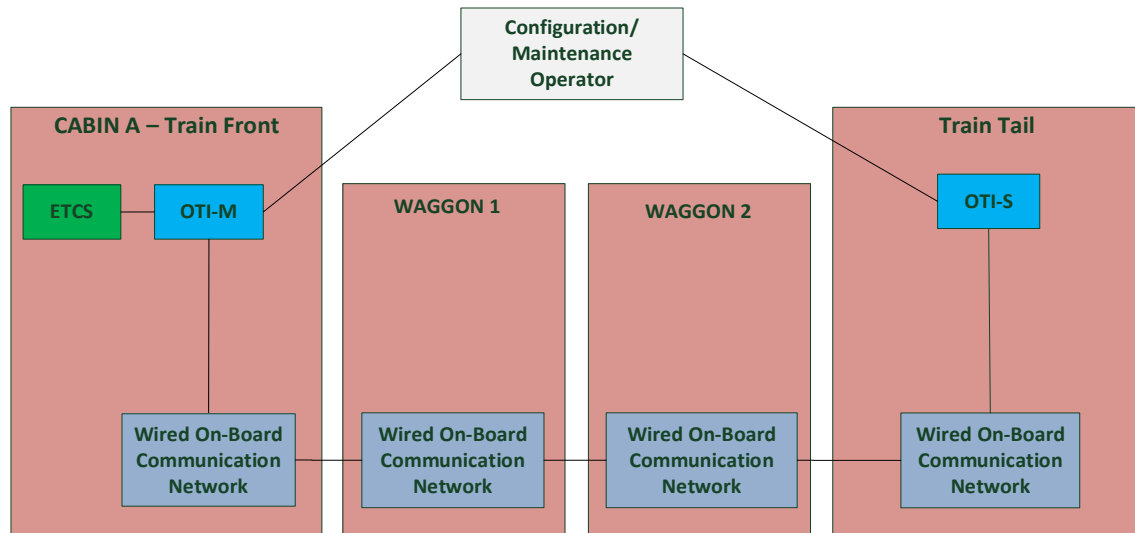 Configuration/
Maintenance
Operator
CABIN A – Train Front
Train Tail
ETCS
OTI-M
WAGGON 1
WAGGON 2
OTI-S
Wired On-Board
Communication
Network
Wired On-Board
Communication
Network
Wired On-Board
Communication
Network
Wired On-Board
Communication
Network